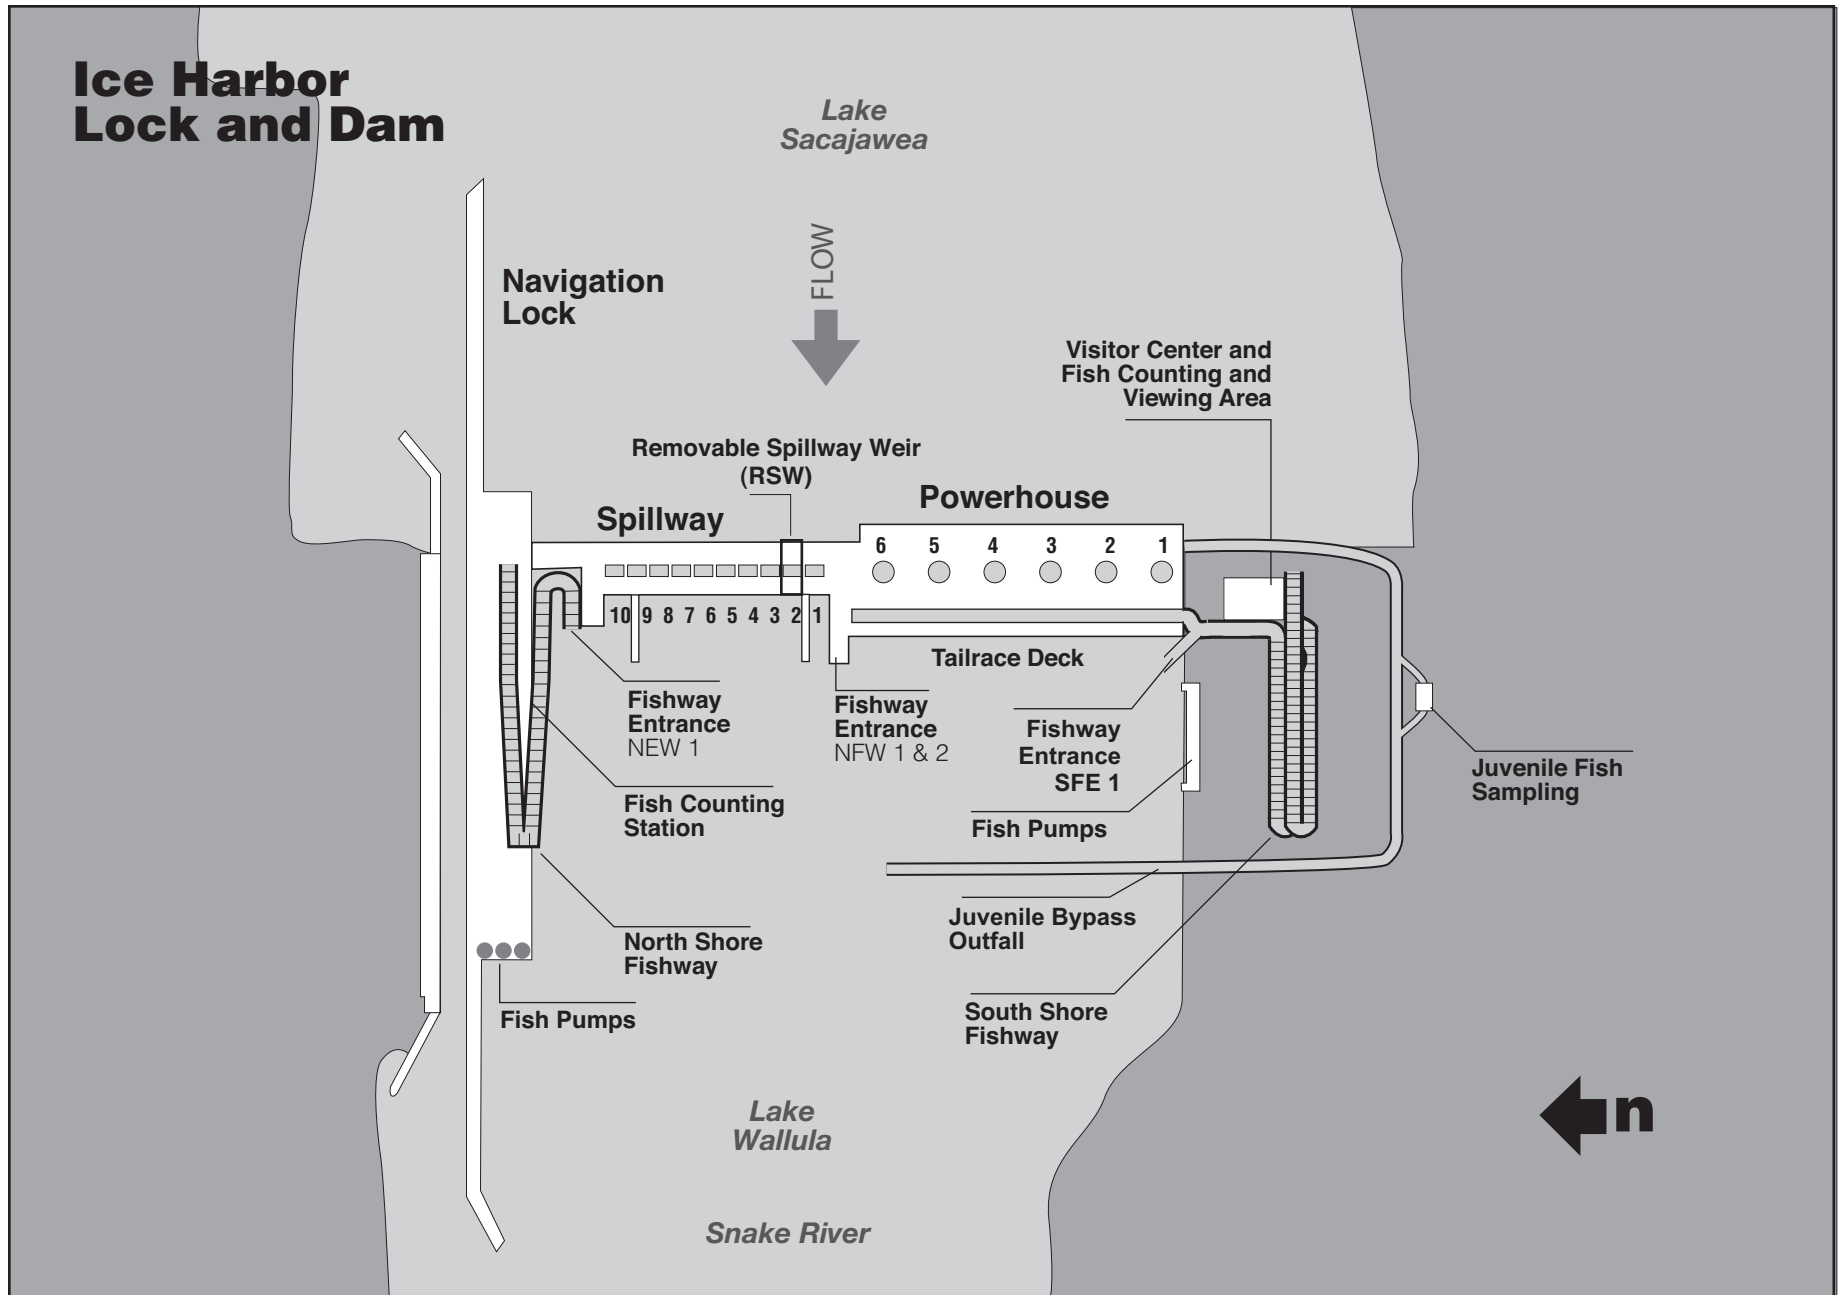 Ice Harbor
Lock and Dam
Lake
Sacajawea
FLOW
Navigation
Lock
Visitor Center and
Fish Counting and
Viewing Area
Removable Spillway Weir
(RSW)
Spillway
Powerhouse
6 5 4 3 2 1
10 9 8 7 6 5 4 3 2 1
Tailrace Deck
Fishway
Entrance
NEW 1
Fishway
Entrance
NFW 1 & 2
Fishway
Entrance
SFE 1
Juvenile Fish
Sampling
Fish Counting
Station
Fish Pumps
North Shore
Fishway
Juvenile Bypass
Outfall
Fish Pumps
South Shore
Fishway
Lake
Wallula
n
Snake River